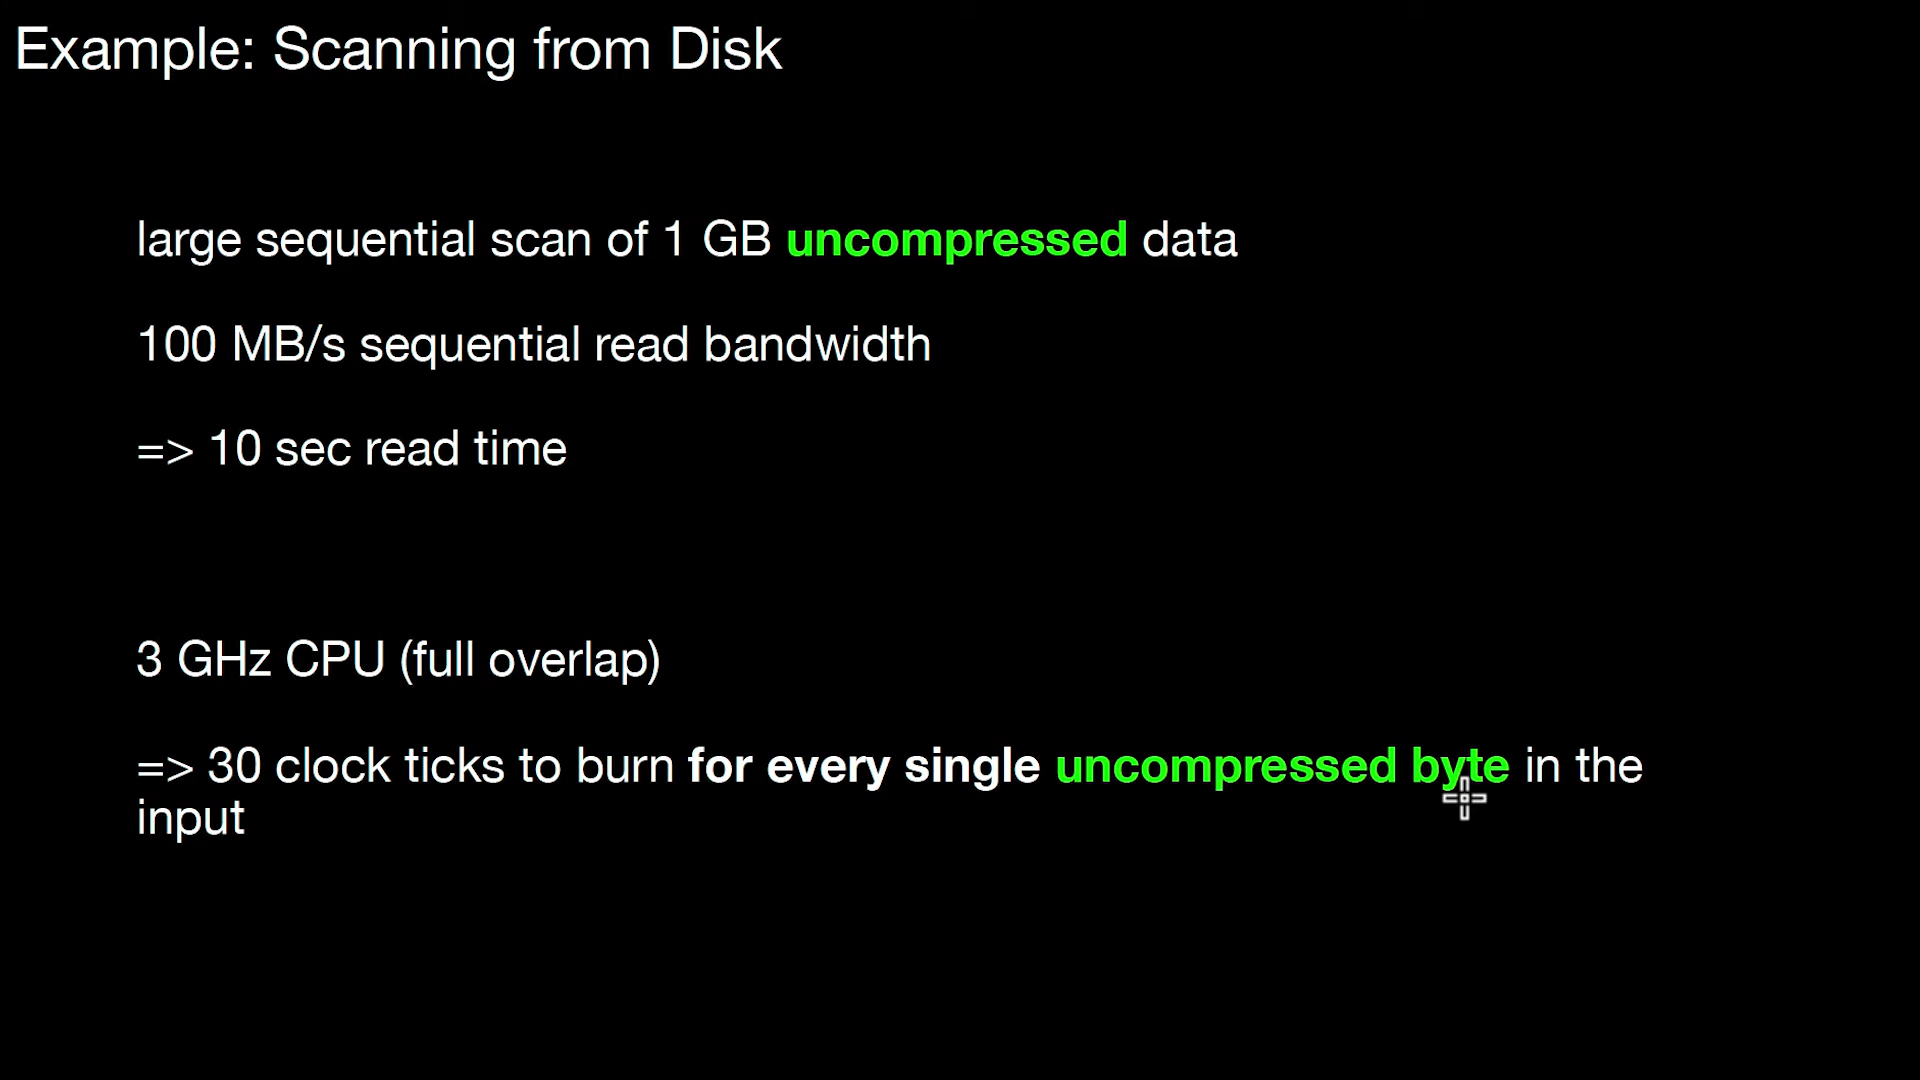 Example: Scanning from Disk
large sequential scan of 1 GB uncompressed data
100 MB/s sequential read bandwidth
=> 10 sec read time
3 GHz CPU (full overlap)
=> 30 clock ticks to burn for every single uncompressed byte in the
input